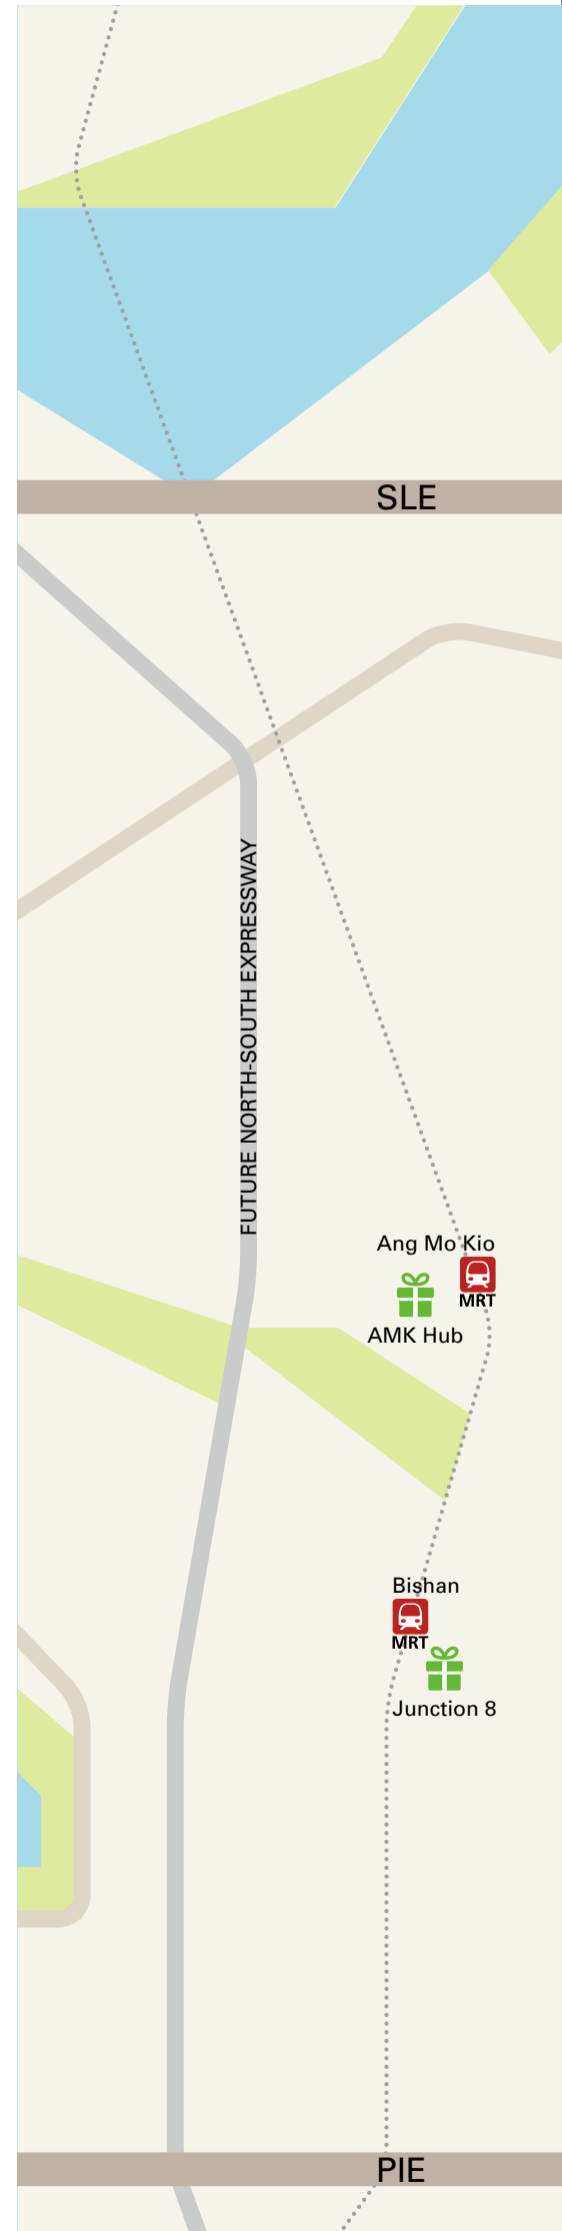 SLE
FUTURE NORTH-SOUTH EXPRESSWAY
Ang Mo Kio
MRT
AMK Hub
Bishan
MRT
Junction 8
PIE